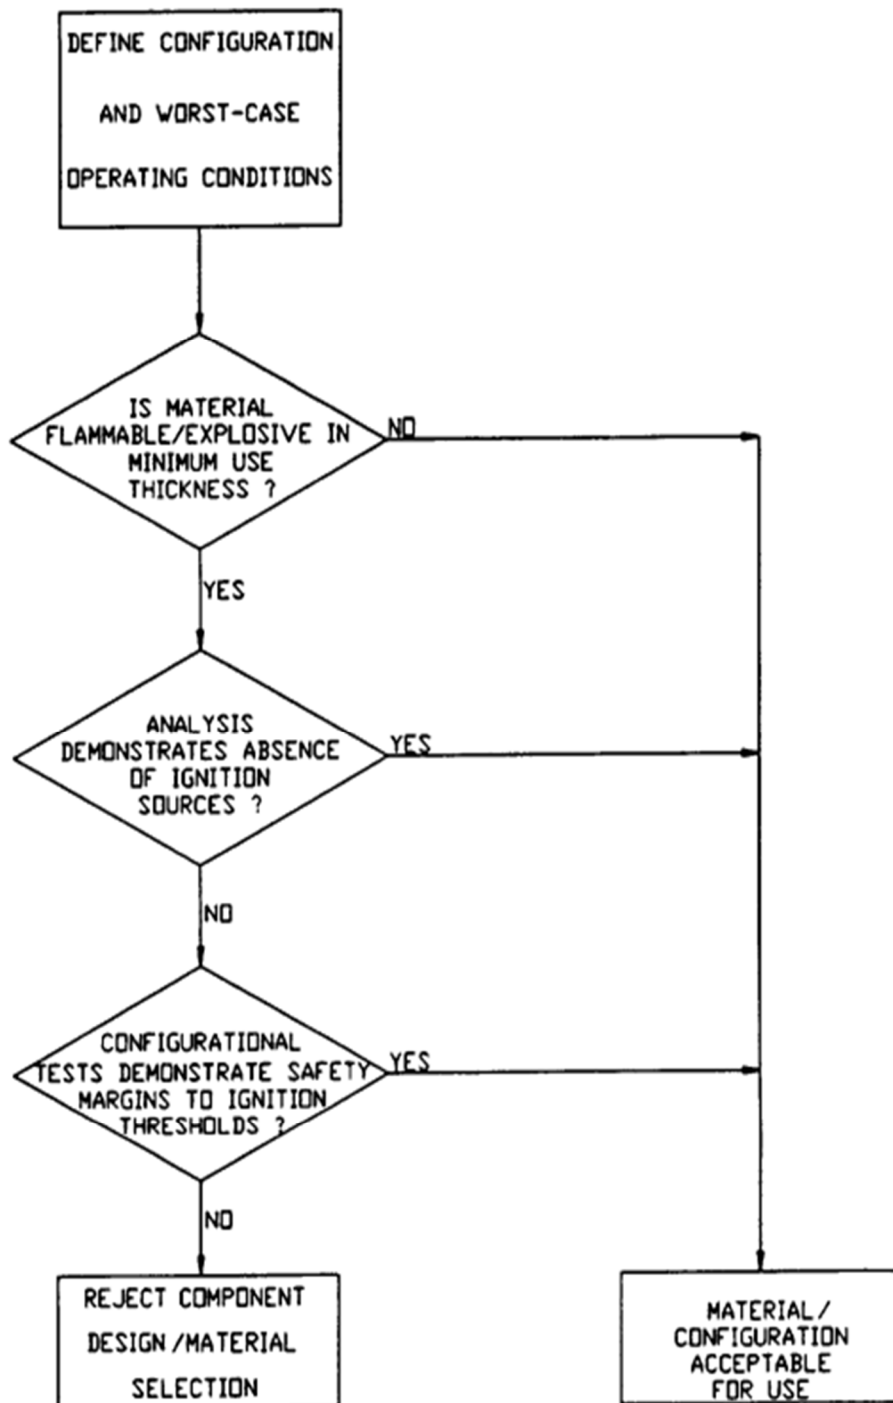 DEFINE CONFIGURATION
AND WORST-CASE
OPERATING CONDITIONS
IS MATERIAL
FLAMMABLE/EXPLOSIVE IN
MINIMUM USE
THICKNESS ?
NO
YES
ANALYSIS
DEMONSTRATES ABSENCE
OF IGNITION
SOURCES ?
YES
NO
CONFIGURATIONAL
TESTS DEMONSTRATE SAFETY
MARGINS TO IGNITION
THRESHOLDS ?
YES
NO
REJECT COMPONENT
DESIGN/MATERIAL
SELECTION
MATERIAL/
CONFIGURATION
ACCEPTABLE
FOR USE